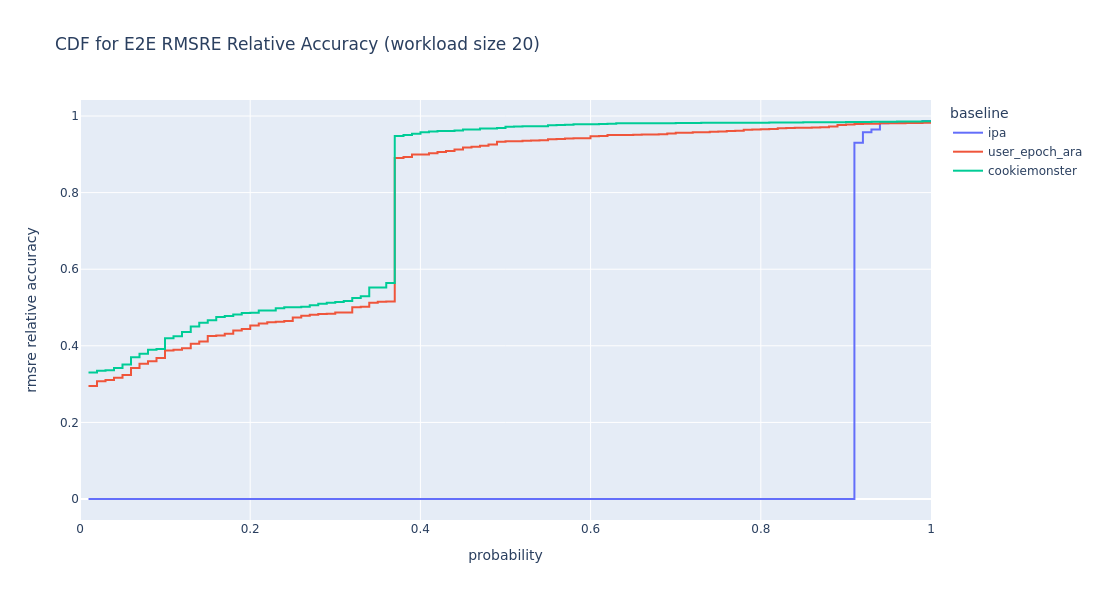 CDF for E2E RMSRE Relative Accuracy (workload size 20)
baseline
ipa
user_epoch_ara
cookiemonster
rmsre relative accuracy
1
0.8
0.6
0.4
0.2
0
0 0.2 0.4 0.6 0.8 1
probability